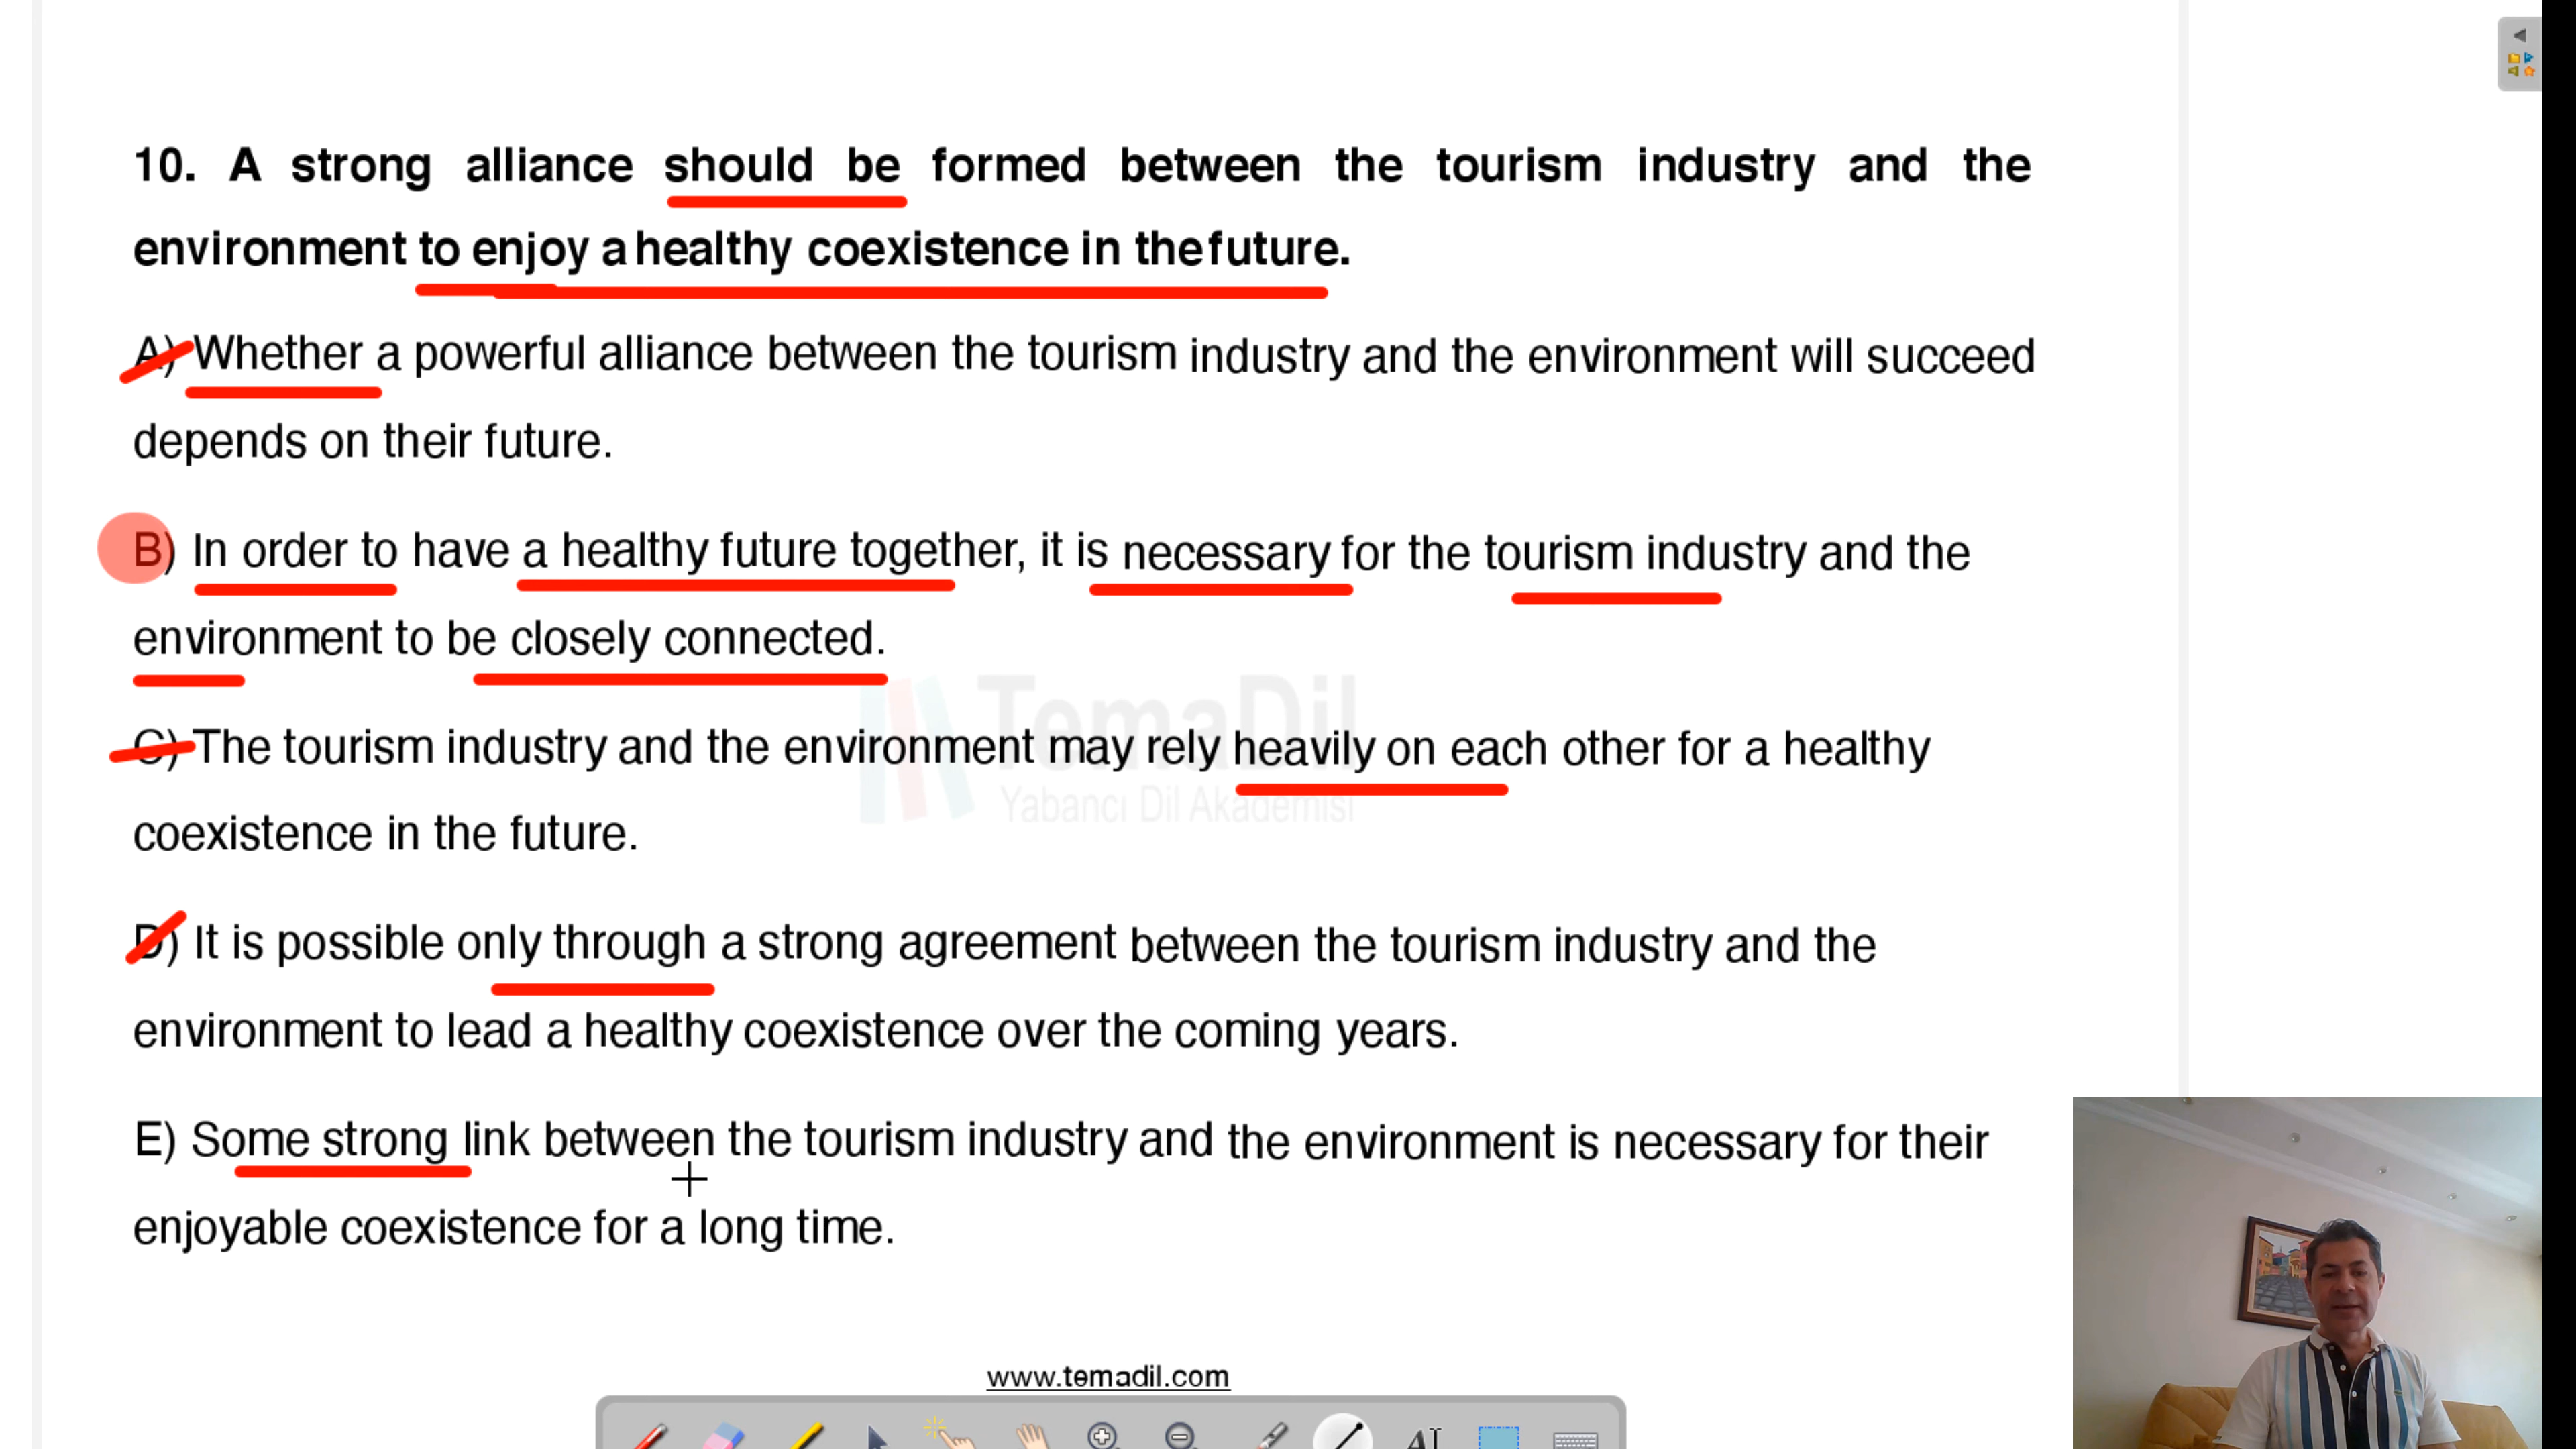 10. A strong alliance should be formed between the tourism industry and the
environment to enjoy a healthy coexistence in the future.
A) Whether a powerful alliance between the tourism industry and the environment will succeed
depends on their future.
B) In order to have a healthy future together, it is necessary for the tourism industry and the
environment to be closely connected.
TemaDil
C) The tourism industry and the environment may rely heavily on each other for a healthy
Yabancı Dil Akademisi
coexistence in the future.
D) It is possible only through a strong agreement between the tourism industry and the
environment to lead a healthy coexistence over the coming years.
E) Some strong link between the tourism industry and the environment is necessary for their
enjoyable coexistence for a long time.
www.temadil.com
AI